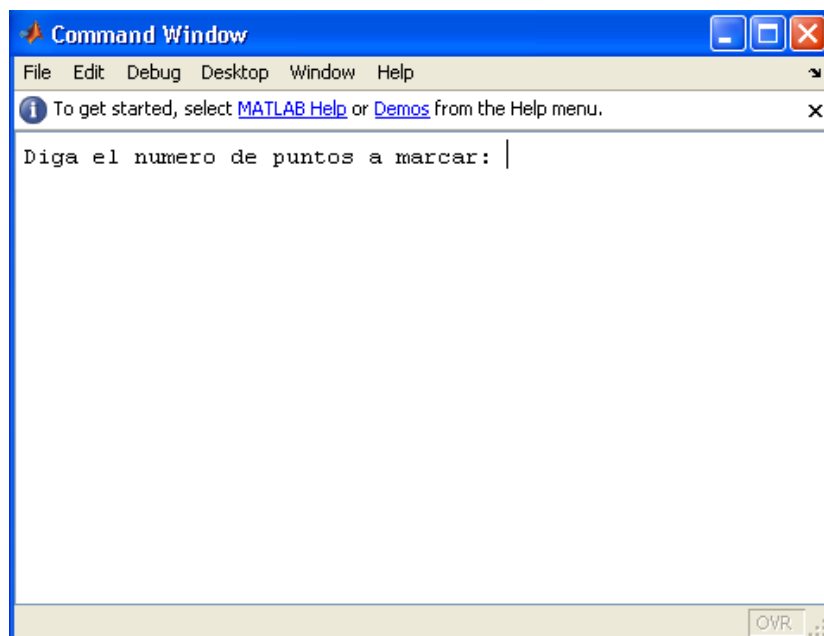 Command Window
File Edit Debug Desktop Window Help
To get started, select MATLAB Help or Demos from the Help menu.
Diga el numero de puntos a marcar:
OVR